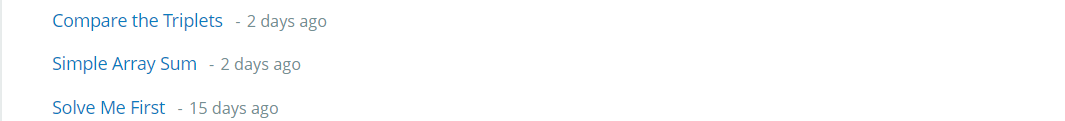 Compare the Triplets - 2 days ago
Simple Array Sum - 2 days ago
Solve Me First - 15 days ago